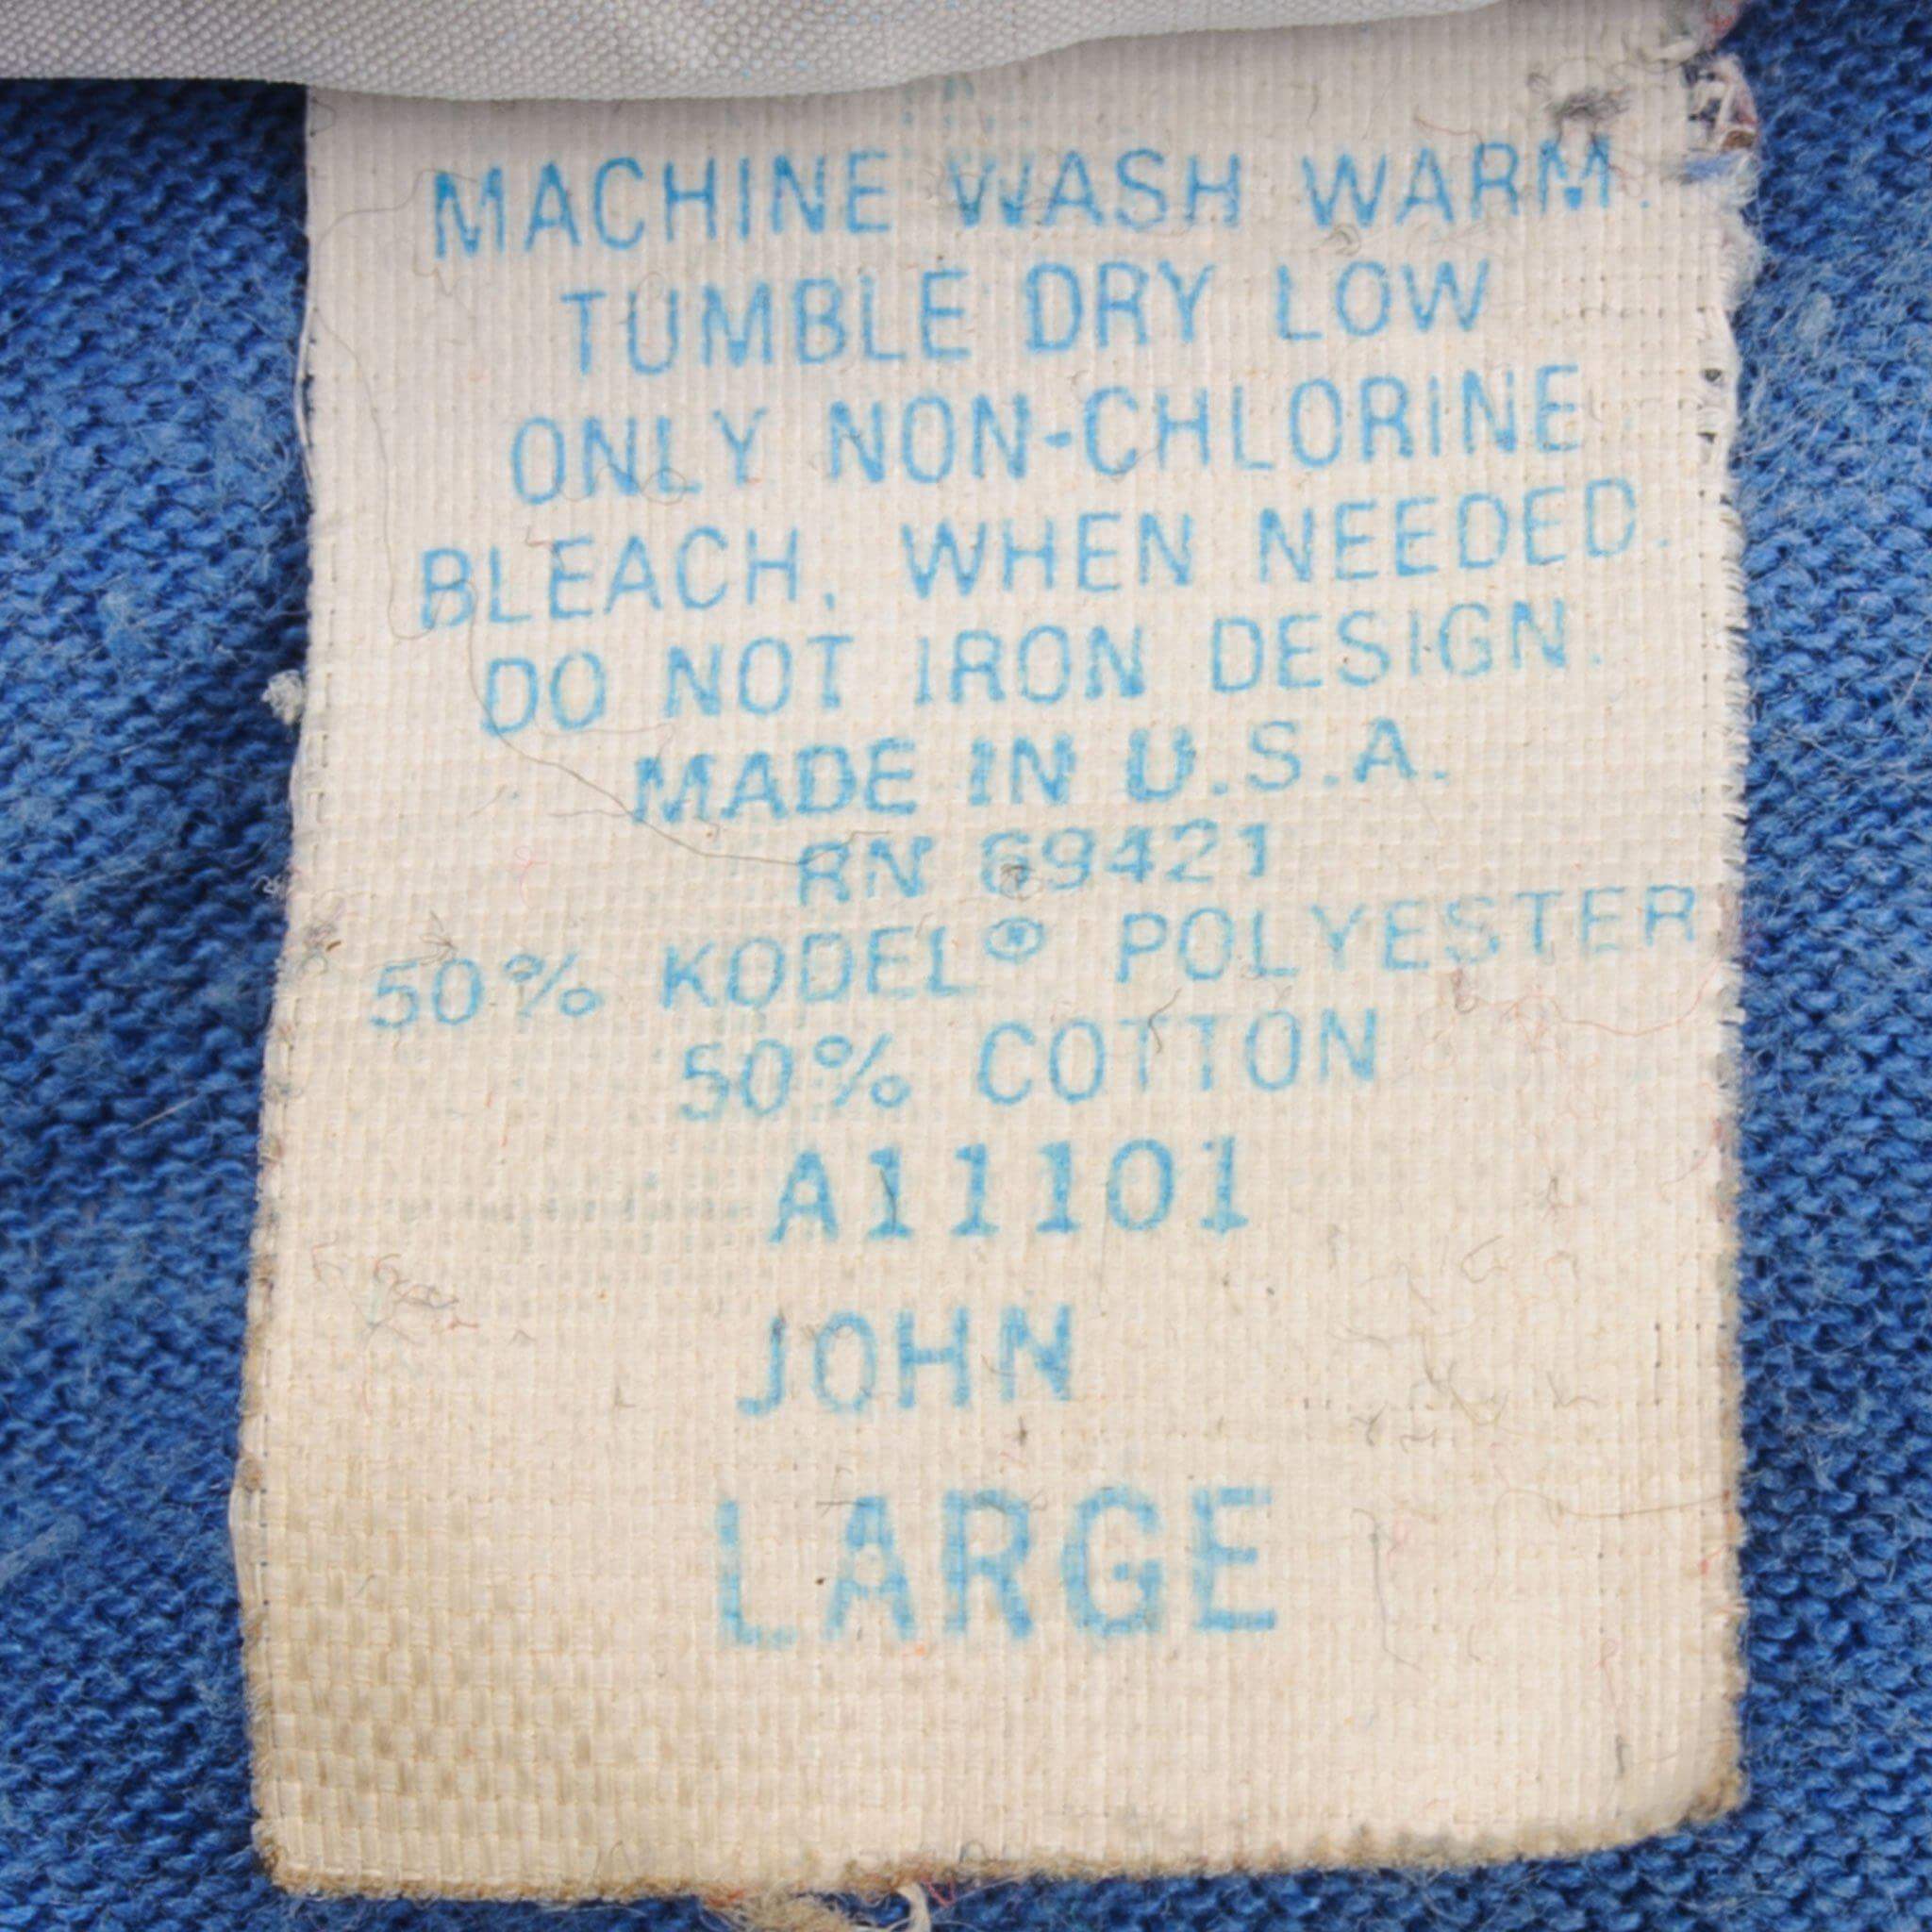 MACHINE WASH WARM.
TUMBLE DRY LOW
ONLY NON-CHLORINE
BLEACH, WHEN NEEDED.
DO NOT IRON DESIGN.
MADE IN U.S.A.
RN 69421
50% KODEL® POLYESTER
50% COTTON
A11101
JOHN
LARGE